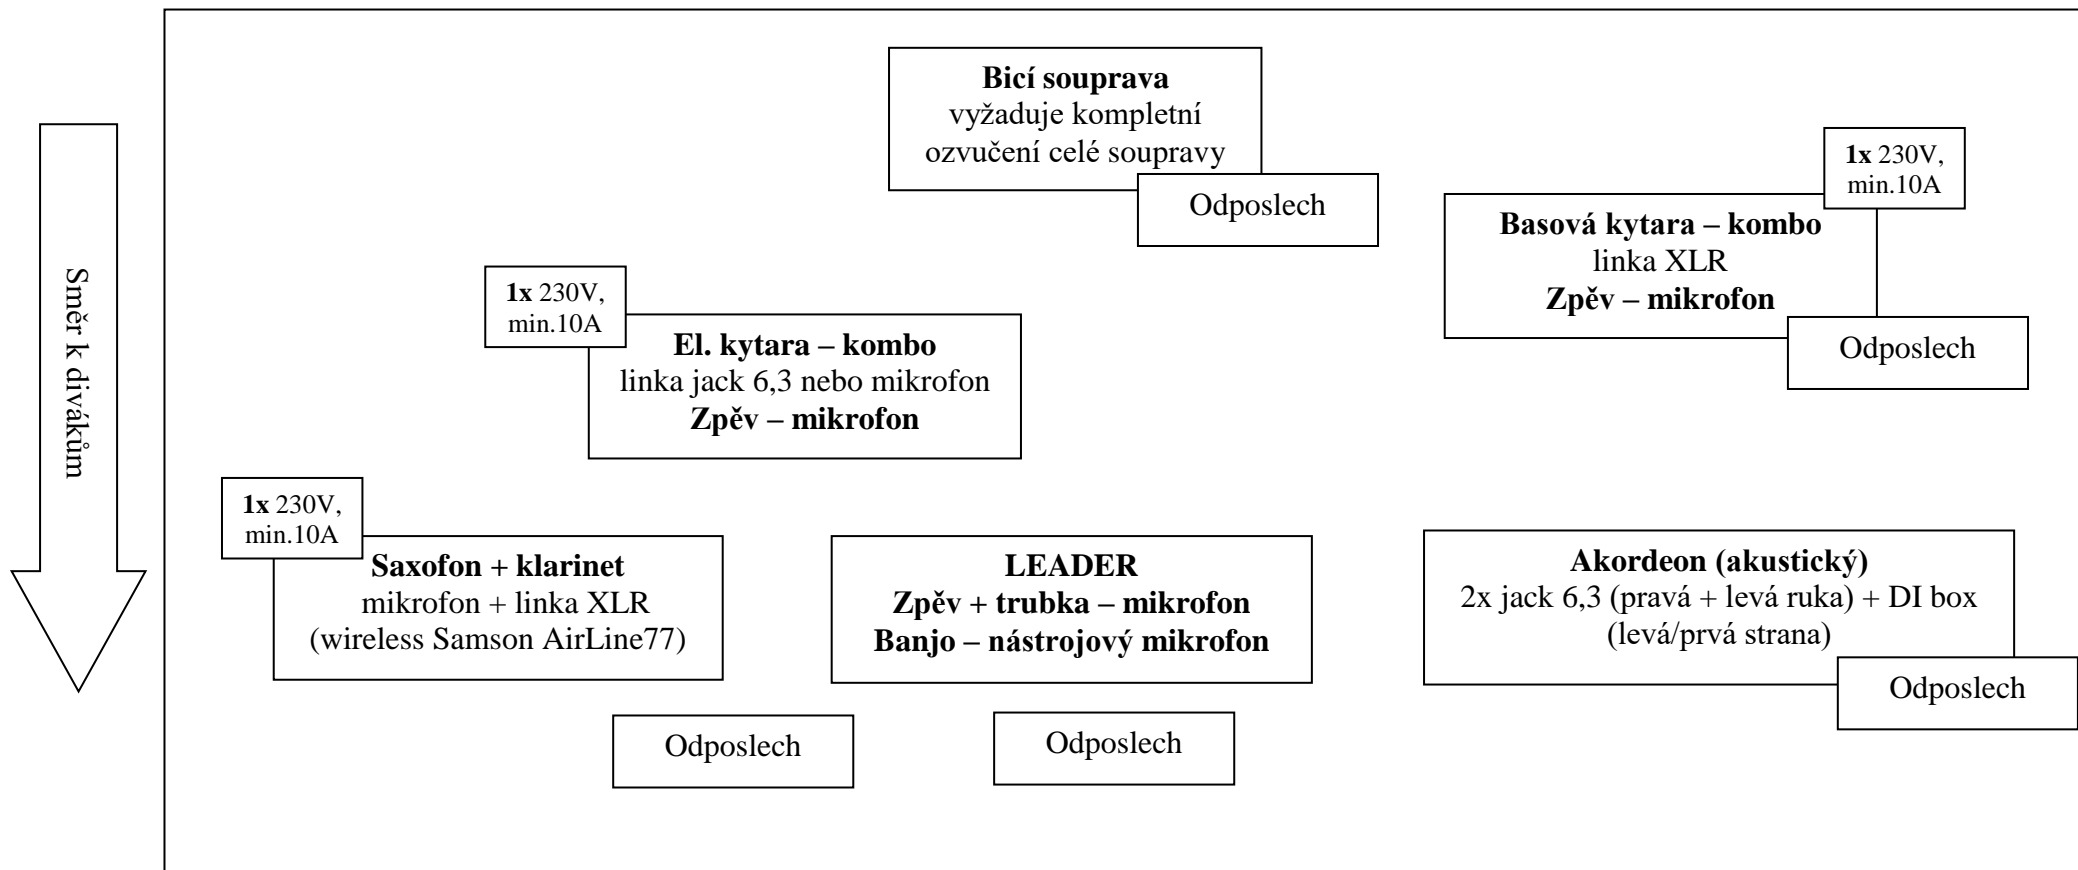 Směr k divákům
Bicí souprava
vyžaduje kompletní
ozvučení celé soupravy
Odposlech
1x 230V,
min.10A
Basová kytara – kombo
linka XLR
Zpěv – mikrofon
Odposlech
1x 230V,
min.10A
El. kytara – kombo
linka jack 6,3 nebo mikrofon
Zpěv – mikrofon
1x 230V,
min.10A
Saxofon + klarinet
mikrofon + linka XLR
(wireless Samson AirLine77)
Odposlech
LEADER
Zpěv + trubka – mikrofon
Banjo – nástrojový mikrofon
Odposlech
Akordeon (akustický)
2x jack 6,3 (pravá + levá ruka) + DI box
(levá/prvá strana)
Odposlech